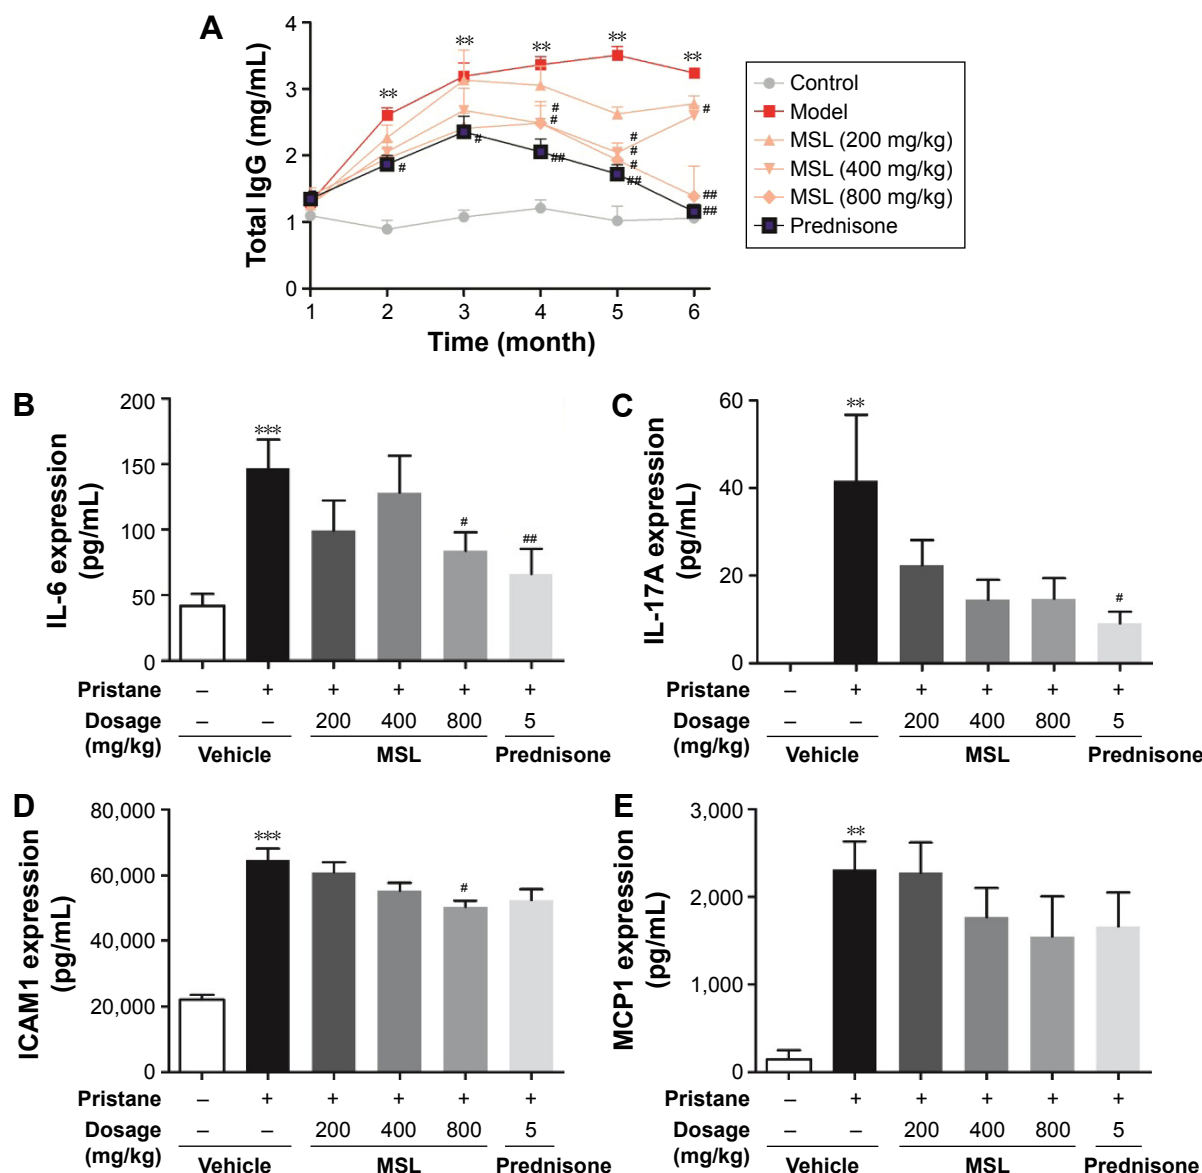 A
Total IgG (mg/mL)
4
3
2
1
0
** ** ** ** **
# # # # ## # # # ## # ## ##
1 2 3 4 5 6
Time (month)
Control
Model
MSL (200 mg/kg)
MSL (400 mg/kg)
MSL (800 mg/kg)
Prednisone
B
IL-6 expression
(pg/mL)
200
150
100
50
0
*** # ##
Pristane – + + + + +
Dosage – – 200 400 800 5
(mg/kg)
Vehicle MSL Prednisone
C
IL-17A expression
(pg/mL)
60
40
20
0
** #
Pristane – + + + + +
Dosage – – 200 400 800 5
(mg/kg)
Vehicle MSL Prednisone
D
ICAM1 expression
(pg/mL)
80,000
60,000
40,000
20,000
0
*** #
Pristane – + + + + +
Dosage – – 200 400 800 5
(mg/kg)
Vehicle MSL Prednisone
E
MCP1 expression
(pg/mL)
3,000
2,000
1,000
0
**
Pristane – + + + + +
Dosage – – 200 400 800 5
(mg/kg)
Vehicle MSL Prednisone